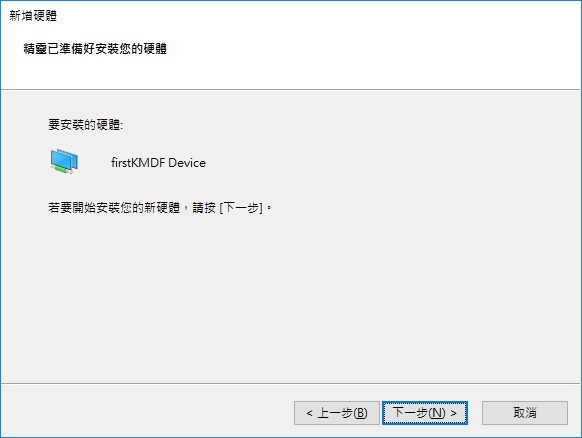 新增硬體
精靈已準備好安裝您的硬體
要安裝的硬體:
firstKMDF Device
若要開始安裝您的新硬體，請按 [下一步]。
< 上一步(B)
下一步(N) >
取消